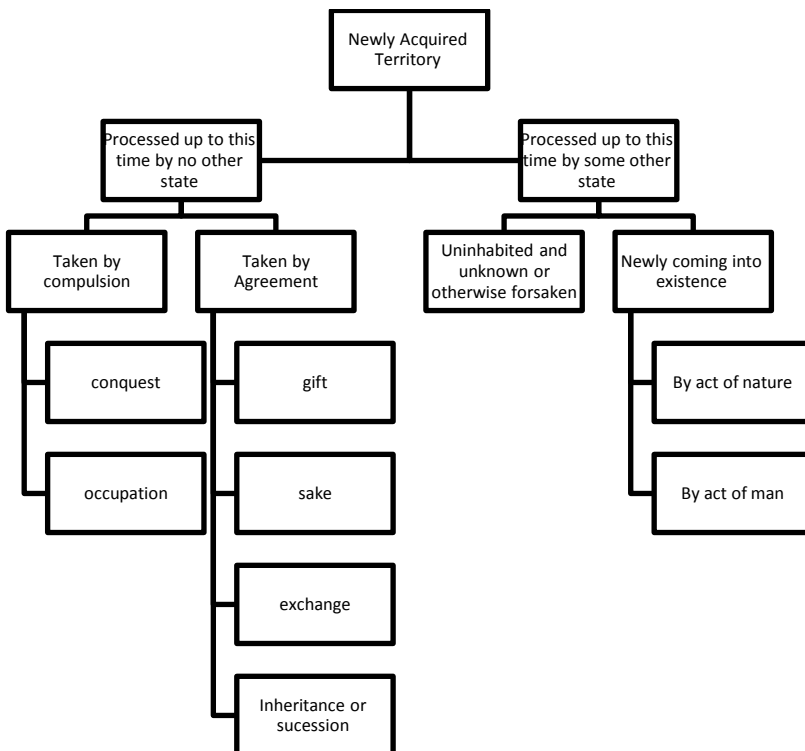 Newly Acquired
Territory
Processed up to this
time by no other
state
Processed up to this
time by some other
state
Taken by
compulsion
Taken by
Agreement
Uninhabited and
unknown or
otherwise forsaken
Newly coming into
existence
conquest
gift
By act of nature
occupation
sake
By act of man
exchange
Inheritance or
sucession